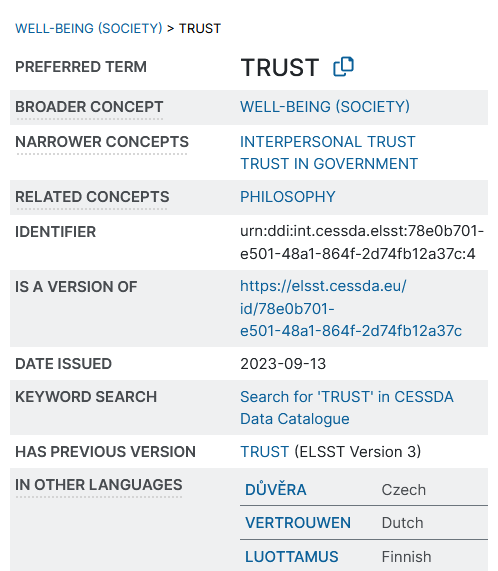 WELL-BEING (SOCIETY) > TRUST
PREFERRED TERM TRUST
BROADER CONCEPT WELL-BEING (SOCIETY)
NARROWER CONCEPTS INTERPERSONAL TRUST
TRUST IN GOVERNMENT
RELATED CONCEPTS PHILOSOPHY
IDENTIFIER urn:ddi:int.cessda.elsst:78e0b701-
e501-48a1-864f-2d74fb12a37c:4
IS A VERSION OF https://elsst.cessda.eu/
id/78e0b701-
e501-48a1-864f-2d74fb12a37c
DATE ISSUED 2023-09-13
KEYWORD SEARCH Search for 'TRUST' in CESSDA
Data Catalogue
HAS PREVIOUS VERSION TRUST (ELSST Version 3)
IN OTHER LANGUAGES DŮVĚRA Czech
VERTROUWEN Dutch
LUOTTAMUS Finnish